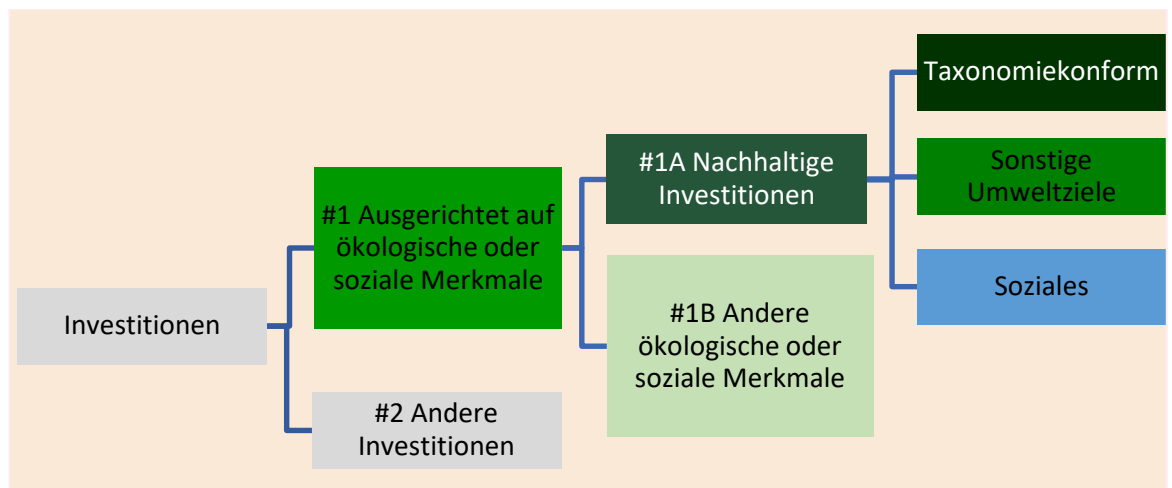 Investitionen
#1 Ausgerichtet auf
ökologische oder
soziale Merkmale
#2 Andere
Investitionen
#1A Nachhaltige
Investitionen
#1B Andere
ökologische oder
soziale Merkmale
Taxonomiekonform
Sonstige
Umweltziele
Soziales